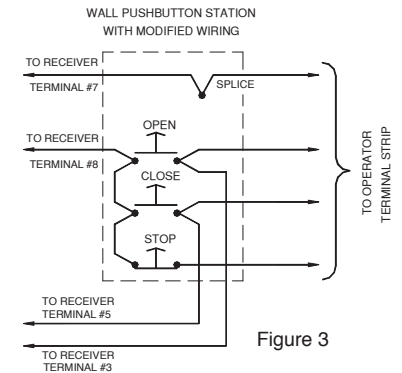 WALL PUSHBUTTON STATION
WITH MODIFIED WIRING
TO RECEIVER
TERMINAL #7
SPLICE
TO RECEIVER
TERMINAL #8
OPEN
CLOSE
STOP
TO OPERATOR
TERMINAL STRIP
TO RECEIVER
TERMINAL #5
TO RECEIVER
TERMINAL #3
Figure 3